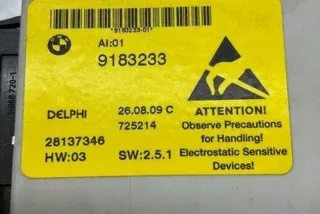 *9183233-01*
AI:01
9183233
DELPHI 26.08.09 C
725214
28137346
HW:03 SW:2.5.1
ATTENTION!
Observe Precautions
for Handling!
Electrostatic Sensitive
Devices!